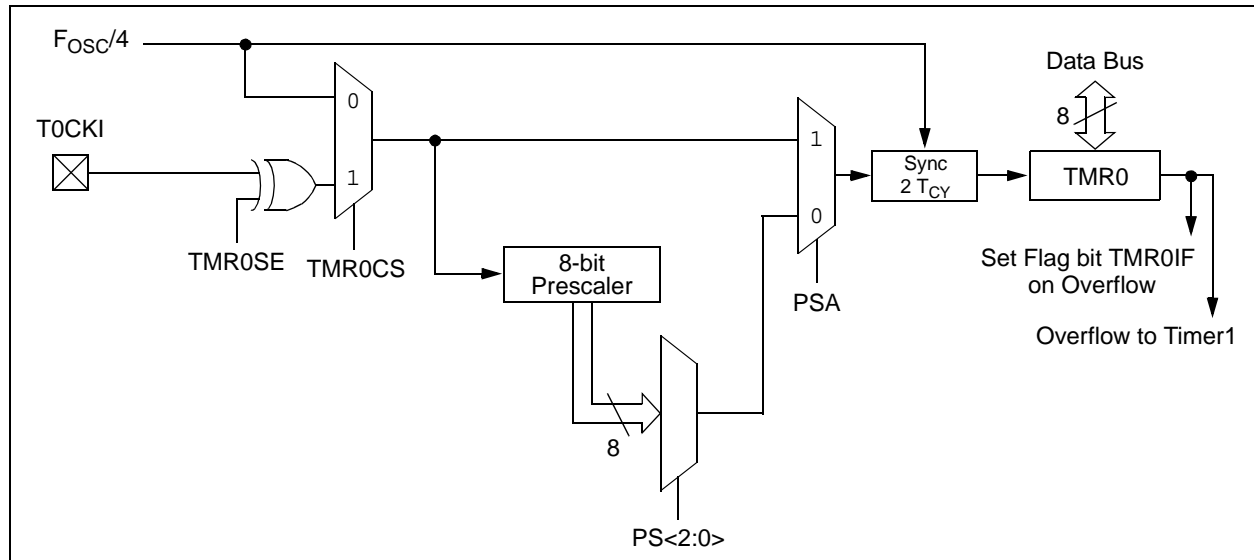 FOSC/4
Data Bus
8
T0CKI
0
1
1
0
Sync
2 TCY
TMR0
TMR0SE
TMR0CS
8-bit
Prescaler
PSA
Set Flag bit TMR0IF
on Overflow
Overflow to Timer1
8
PS<2:0>